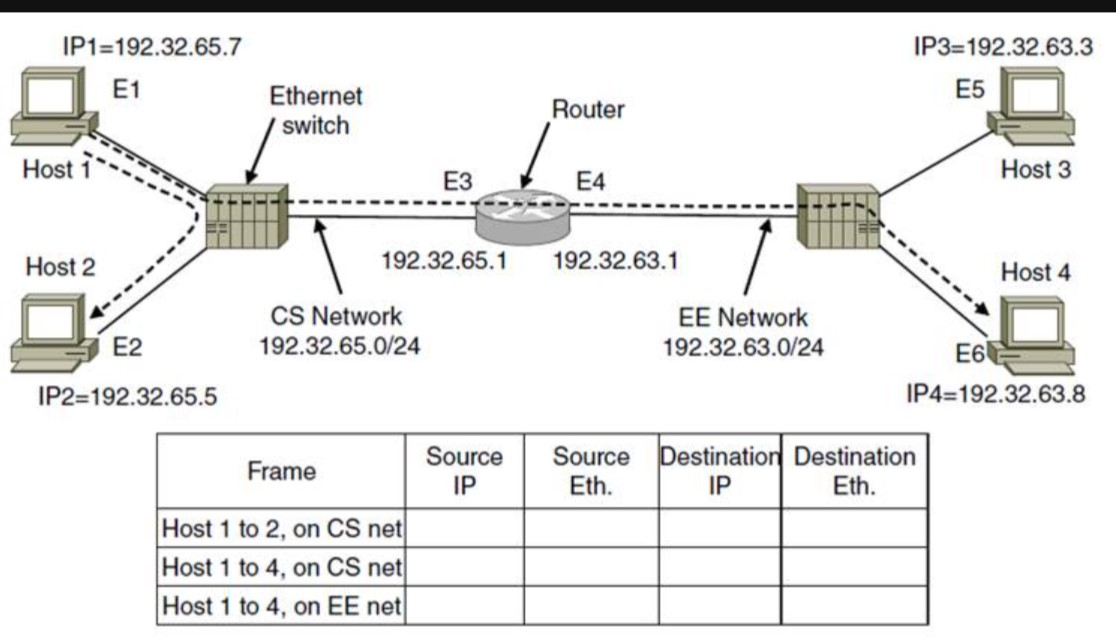 IP1=192.32.65.7
IP3=192.32.63.3
E1
Ethernet
switch
Router
E5
Host 1
Host 3
E3
E4
Host 2
192.32.65.1
192.32.63.1
Host 4
CS Network
192.32.65.0/24
EE Network
192.32.63.0/24
E2
E6
IP2=192.32.65.5
IP4=192.32.63.8
Frame
Source
IP
Source
Eth.
Destination
IP
Destination
Eth.
Host 1 to 2, on CS net
Host 1 to 4, on CS net
Host 1 to 4, on EE net